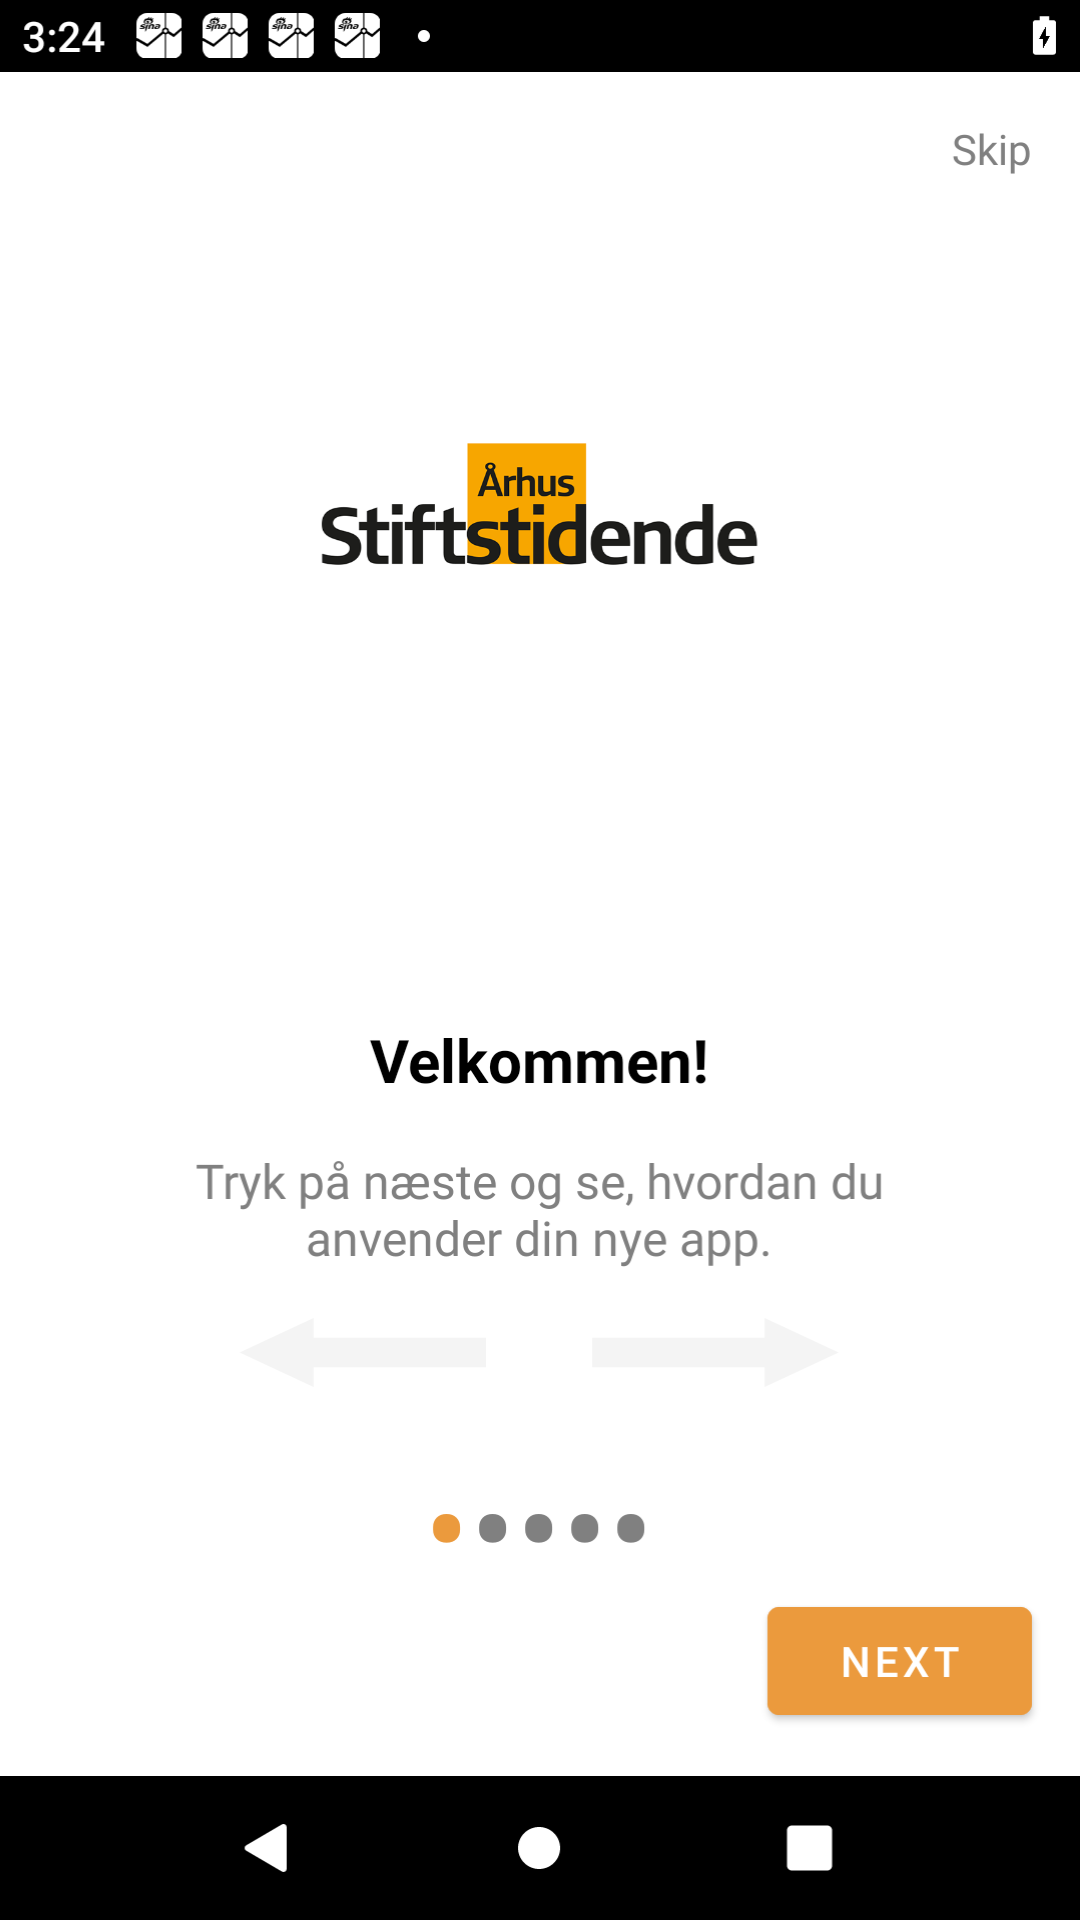 3:24
Skip
Århus
Stiftstidende
Velkommen!
Tryk på næste og se, hvordan du
anvender din nye app.
NEXT